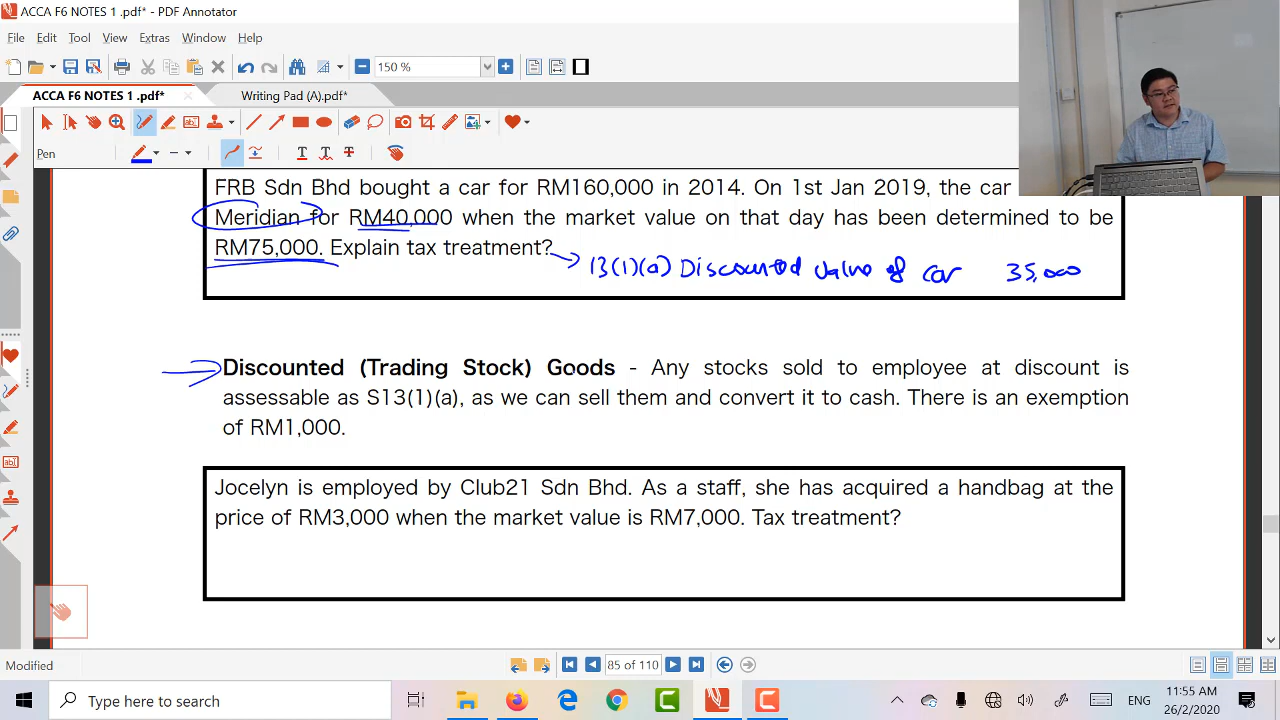 ACCA F6 NOTES 1 .pdf* - PDF Annotator
File Edit Tool View Extras Window Help
150 %
ACCA F6 NOTES 1 .pdf* Writing Pad (A).pdf*
Pen
FRB Sdn Bhd bought a car for RM160,000 in 2014. On 1st Jan 2019, the car
Meridian for RM40,000 when the market value on that day has been determined to be
RM75,000. Explain tax treatment?
13(1)(a) Discounted value of car 35,000
Discounted (Trading Stock) Goods - Any stocks sold to employee at discount is
assessable as S13(1)(a), as we can sell them and convert it to cash. There is an exemption
of RM1,000.
Jocelyn is employed by Club21 Sdn Bhd. As a staff, she has acquired a handbag at the
price of RM3,000 when the market value is RM7,000. Tax treatment?
Modified 85 of 110
Type here to search ENG 11:55 AM
26/2/2020